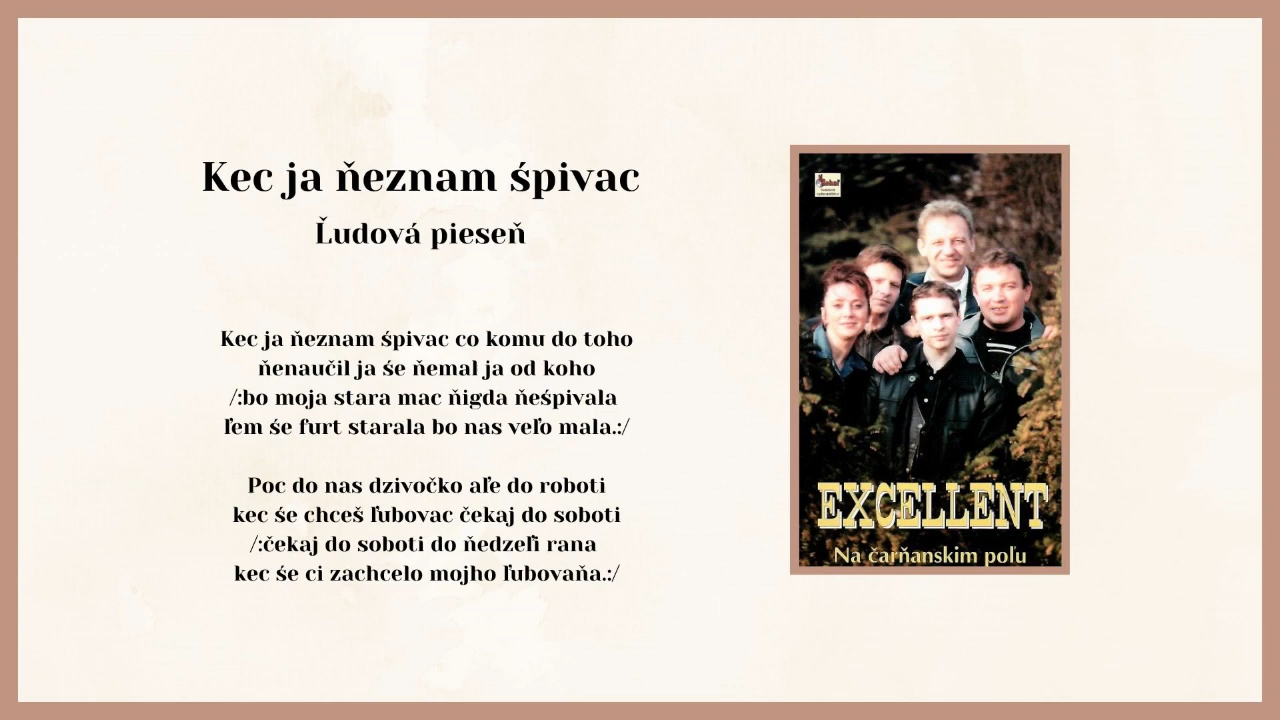 Kec ja ňeznam śpivac
Ľudová pieseň
Kec ja ňeznam śpivac co komu do toho
ňenaučil ja śe ňemal ja od koho
/:bo moja stara mac ňigda ňeśpivala
ľem śe furt starala bo nas veľo mala.:/
Poc do nas dzivočko aľe do roboti
kec śe chceš ľubovac čekaj do soboti
/:čekaj do soboti do ňedzeľi rana
kec śe ci zachcelo mojho ľubovaňa.:/
EXCELLENT
Na čarňanskim poľu